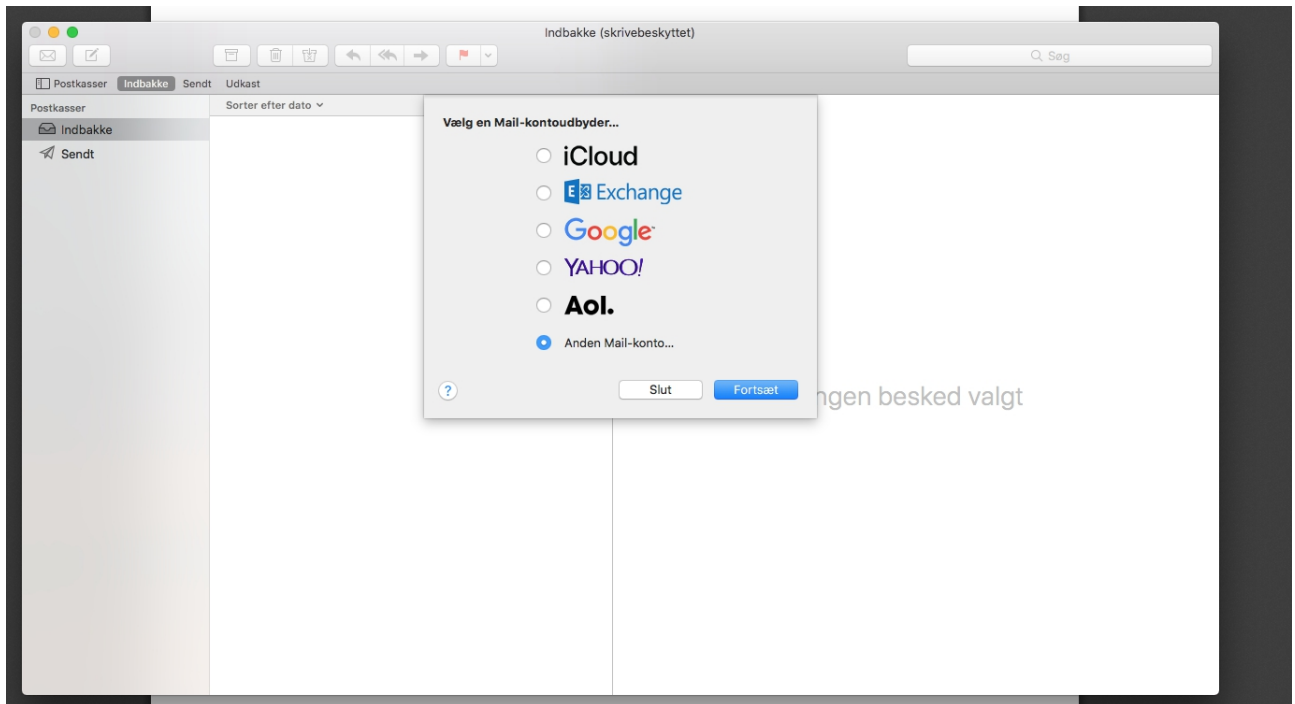 Indbakke (skrivebeskyttet)
Søg
Postkasser Indbakke Sendt Udkast
Postkasser
Indbakke
Sendt
Sorter efter dato
Vælg en Mail-kontoudbyder...
iCloud
E Exchange
Google
YAHOO!
Aol.
Anden Mail-konto...
? Slut Fortsæt
ngen besked valgt